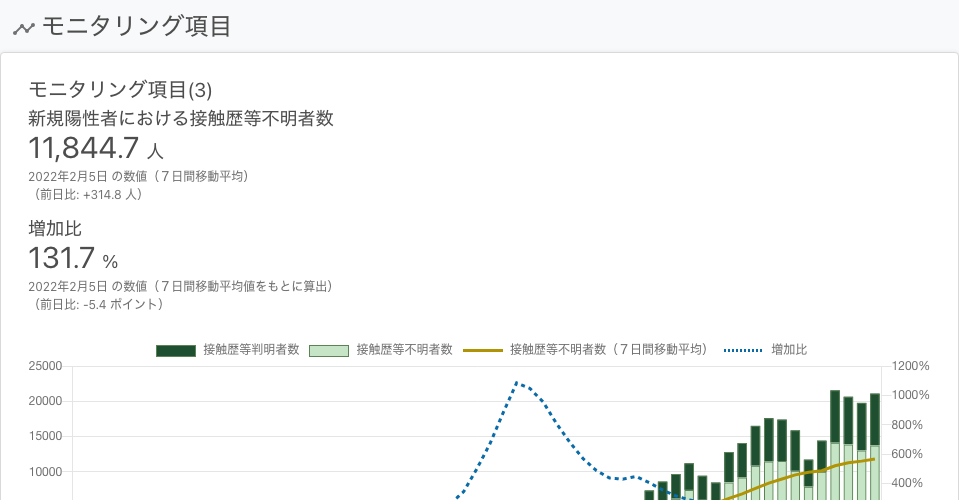 モニタリング項目
モニタリング項目(3)
新規陽性者における接触歴等不明者数
11,844.7 人
2022年2月5日 の数値（７日間移動平均）
（前日比: +314.8 人）
増加比
131.7 %
2022年2月5日 の数値（７日間移動平均値をもとに算出）
（前日比: -5.4 ポイント）
接触歴等判明者数 接触歴等不明者数 接触歴等不明者数（７日間移動平均） 増加比
25000 1200%
20000 1000%
15000 800%
10000 600%
400%